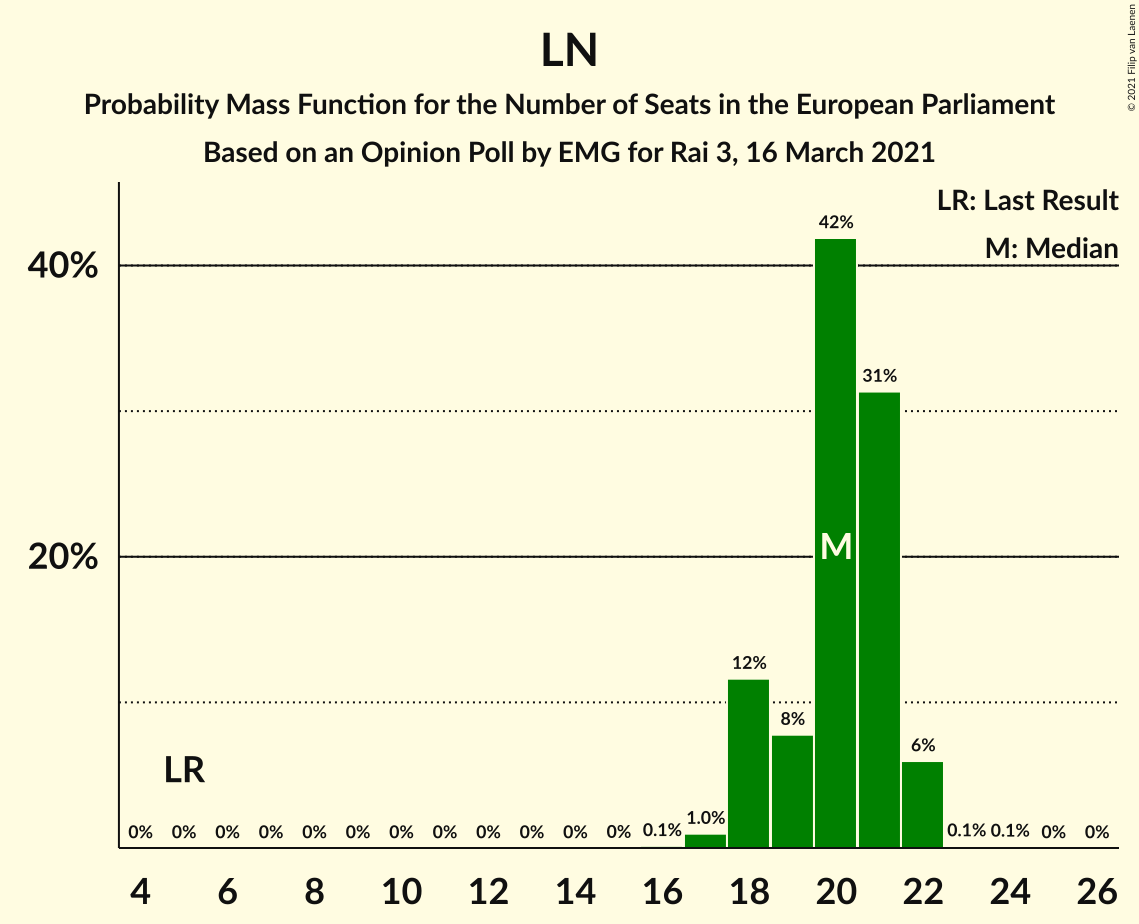 LN
Probability Mass Function for the Number of Seats in the European Parliament
Based on an Opinion Poll by EMG for Rai 3, 16 March 2021
© 2021 Filip van Laenen
LR: Last Result
M: Median
42%
40%
31%
M
20%
12%
8%
6%
LR
0% 0% 0% 0% 0% 0% 0% 0% 0% 0% 0% 0% 0.1% 1.0% 0.1% 0.1% 0% 0%
4 6 8 10 12 14 16 18 20 22 24 26